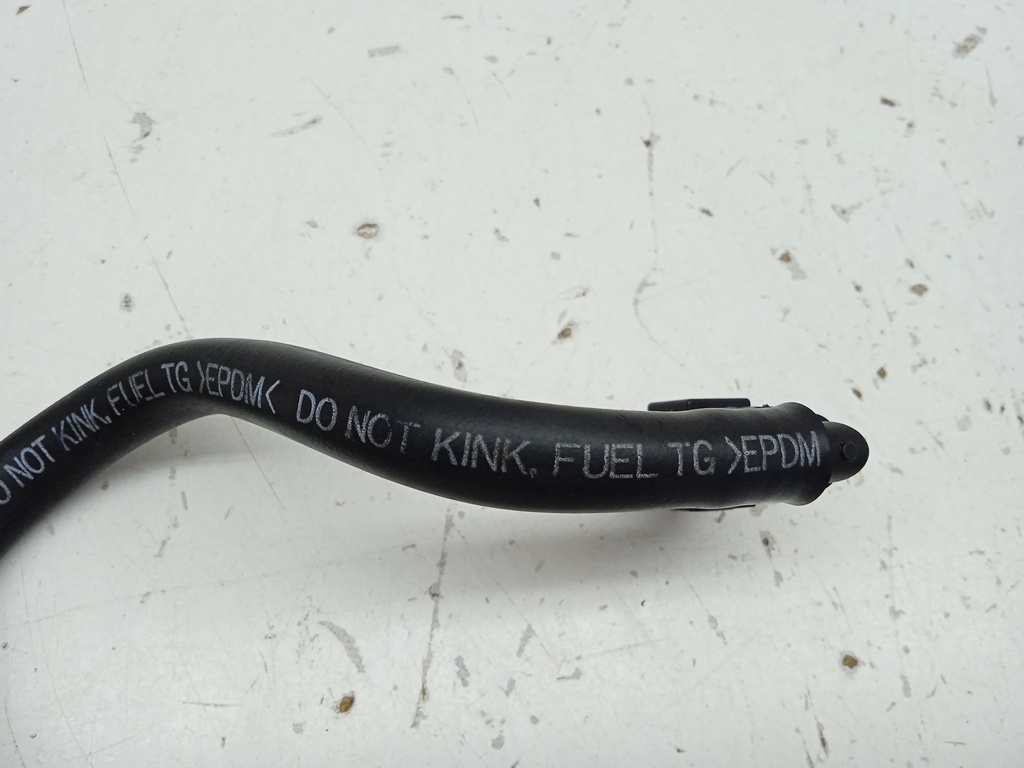 O NOT KINK, FUEL TG >EPDM< DO NOT KINK, FUEL TG >EPDM